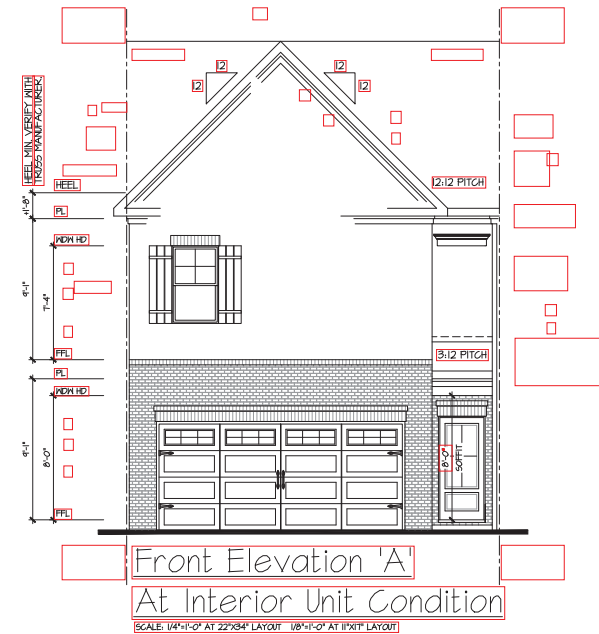 12 12
12 12
HEEL MIN. VERIFY WITH
TRUSS MANUFACTURER.
HEEL
12:12 PITCH
+1'-8"
PL
WDW HD
9'-1"
7'-4"
FFL
3:12 PITCH
PL
WDW HD
9'-1"
8'-0"
8'-0"
SOFFIT
FFL
Front Elevation 'A'
At Interior Unit Condition
SCALE: 1/4"=1'-0" AT 22"X34" LAYOUT 1/8"=1'-0" AT 11"X17" LAYOUT